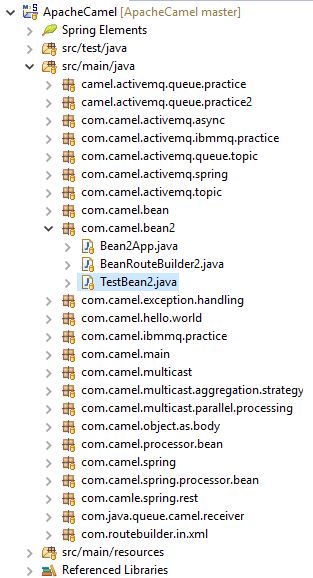 ApacheCamel [ApacheCamel master]
Spring Elements
src/test/java
src/main/java
camel.activemq.queue.practice
camel.activemq.queue.practice2
com.camel.activemq.async
com.camel.activemq.ibmmq.practice
com.camel.activemq.queue.topic
com.camel.activemq.spring
com.camel.activemq.topic
com.camel.bean
com.camel.bean2
Bean2App.java
BeanRouteBuilder2.java
TestBean2.java
com.camel.exception.handling
com.camel.hello.world
com.camel.ibmmq.practice
com.camel.main
com.camel.multicast
com.camel.multicast.aggregation.strategy
com.camel.multicast.parallel.processing
com.camel.object.as.body
com.camel.processor.bean
com.camel.spring
com.camel.spring.processor.bean
com.camle.spring.rest
com.java.queue.camel.receiver
com.routebuilder.in.xml
src/main/resources
Referenced Libraries